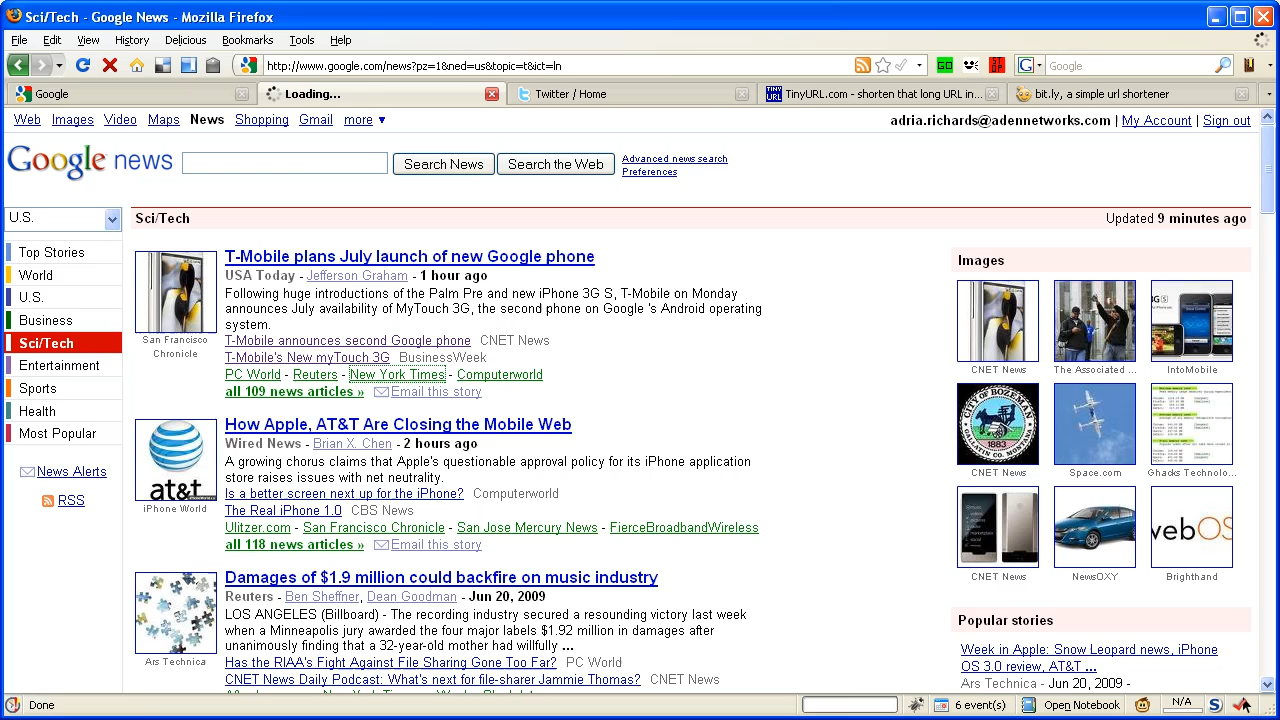 Sci/Tech - Google News - Mozilla Firefox
File Edit View History Delicious Bookmarks Tools Help
http://www.google.com/news?pz=1&ned=us&topic=t&ict=ln
GO
STOP
G Google
Google
Loading...
Twitter / Home
TINY URL
TinyURL.com - shorten that long URL in...
bit.ly, a simple url shortener
Web Images Video Maps News Shopping Gmail more ▼
adria.richards@adennetworks.com | My Account | Sign out
Google news
Search News
Search the Web
Advanced news search
Preferences
U.S.
Top Stories
World
U.S.
Business
Sci/Tech
Entertainment
Sports
Health
Most Popular
News Alerts
RSS
Sci/Tech
Updated 9 minutes ago
San Francisco Chronicle
T-Mobile plans July launch of new Google phone
USA Today - Jefferson Graham - 1 hour ago
Following huge introductions of the Palm Pre and new iPhone 3G S, T-Mobile on Monday
announces July availability of MyTouch 3G, the second phone on Google 's Android operating
system.
T-Mobile announces second Google phone CNET News
T-Mobile's New myTouch 3G BusinessWeek
PC World - Reuters - New York Times - Computerworld
all 109 news articles » Email this story
at&t
iPhone World
How Apple, AT&T Are Closing the Mobile Web
Wired News - Brian X. Chen - 2 hours ago
A growing chorus claims that Apple's quixotic mobile approval policy for its iPhone application
store raises issues with net neutrality.
Is a better screen next up for the iPhone? Computerworld
The Real iPhone 1.0 CBS News
Ulitzer.com - San Francisco Chronicle - San Jose Mercury News - FierceBroadbandWireless
all 118 news articles » Email this story
Ars Technica
Damages of $1.9 million could backfire on music industry
Reuters - Ben Sheffner, Dean Goodman - Jun 20, 2009
LOS ANGELES (Billboard) - The recording industry secured a resounding victory last week
when a Minneapolis jury awarded the four major labels $1.92 million in damages after
unanimously finding that a 32-year-old mother had willfully ...
Has the RIAA's Fight Against File Sharing Gone Too Far? PC World
CNET News Daily Podcast: What's next for file-sharer Jammie Thomas? CNET News
Images
CNET News
The Associated ...
IntoMobile
CNET News
Space.com
Ghacks Technolo...
1883
webOS
CNET News
NewsOXY
Brighthand
Popular stories
Week in Apple: Snow Leopard news, iPhone
OS 3.0 review, AT&T ...
Ars Technica - Jun 20, 2009 -
Done
6 event(s)
Open Notebook
N/A
S